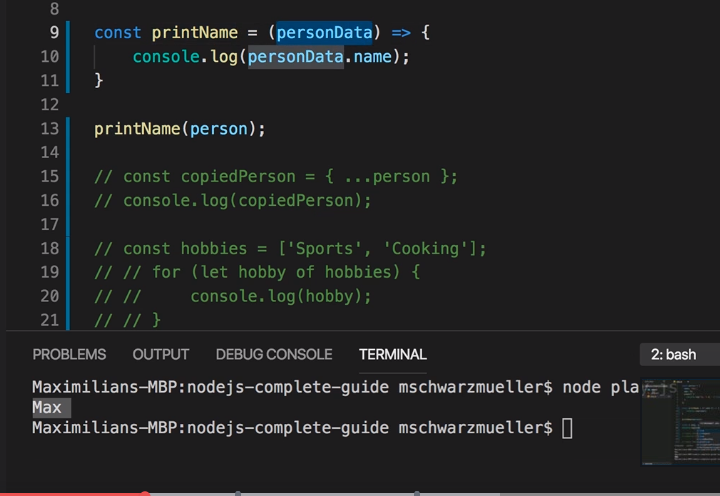 8
9 const printName = (personData) => {
10 console.log(personData.name);
11 }
12
13 printName(person);
14
15 // const copiedPerson = { ...person };
16 // console.log(copiedPerson);
17
18 // const hobbies = ['Sports', 'Cooking'];
19 // // for (let hobby of hobbies) {
20 // //     console.log(hobby);
21 // // }
PROBLEMS OUTPUT DEBUG CONSOLE TERMINAL 2: bash
Maximilians-MBP:nodejs-complete-guide mschwarzmueller$ node pla
Max
Maximilians-MBP:nodejs-complete-guide mschwarzmueller$